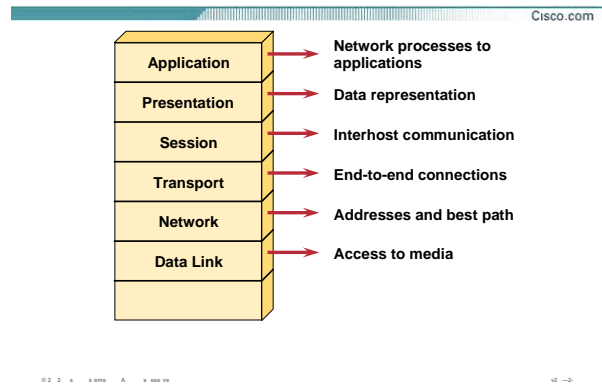 Cisco.com
Application
Network processes to
applications
Presentation
Data representation
Session
Interhost communication
Transport
End-to-end connections
Network
Addresses and best path
Data Link
Access to media